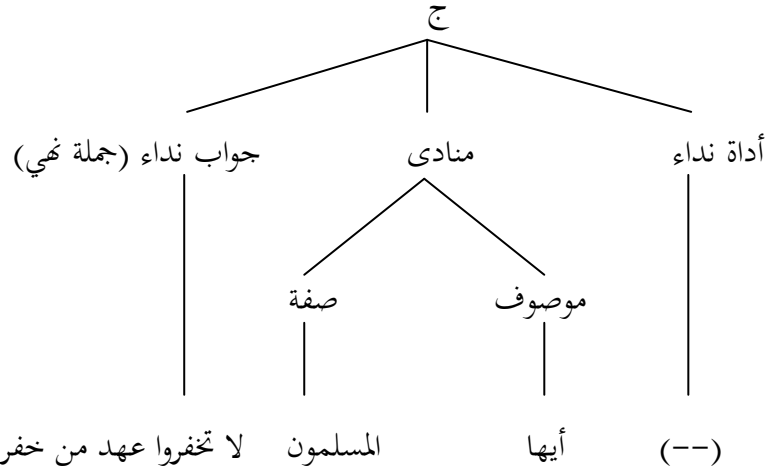 ج
أداة نداء منادى جواب نداء (جملة نهي)
موصوف صفة
(--) أيها المسلمون لا تخفروا عهد من خفر